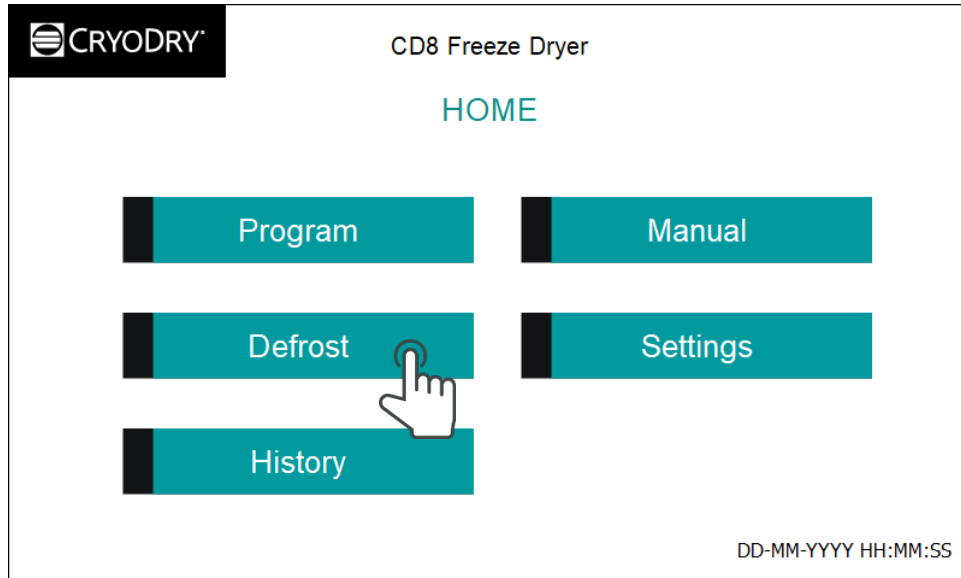 CRYODRY
CD8 Freeze Dryer
HOME
Program
Manual
Defrost
Settings
History
DD-MM-YYYY HH:MM:SS